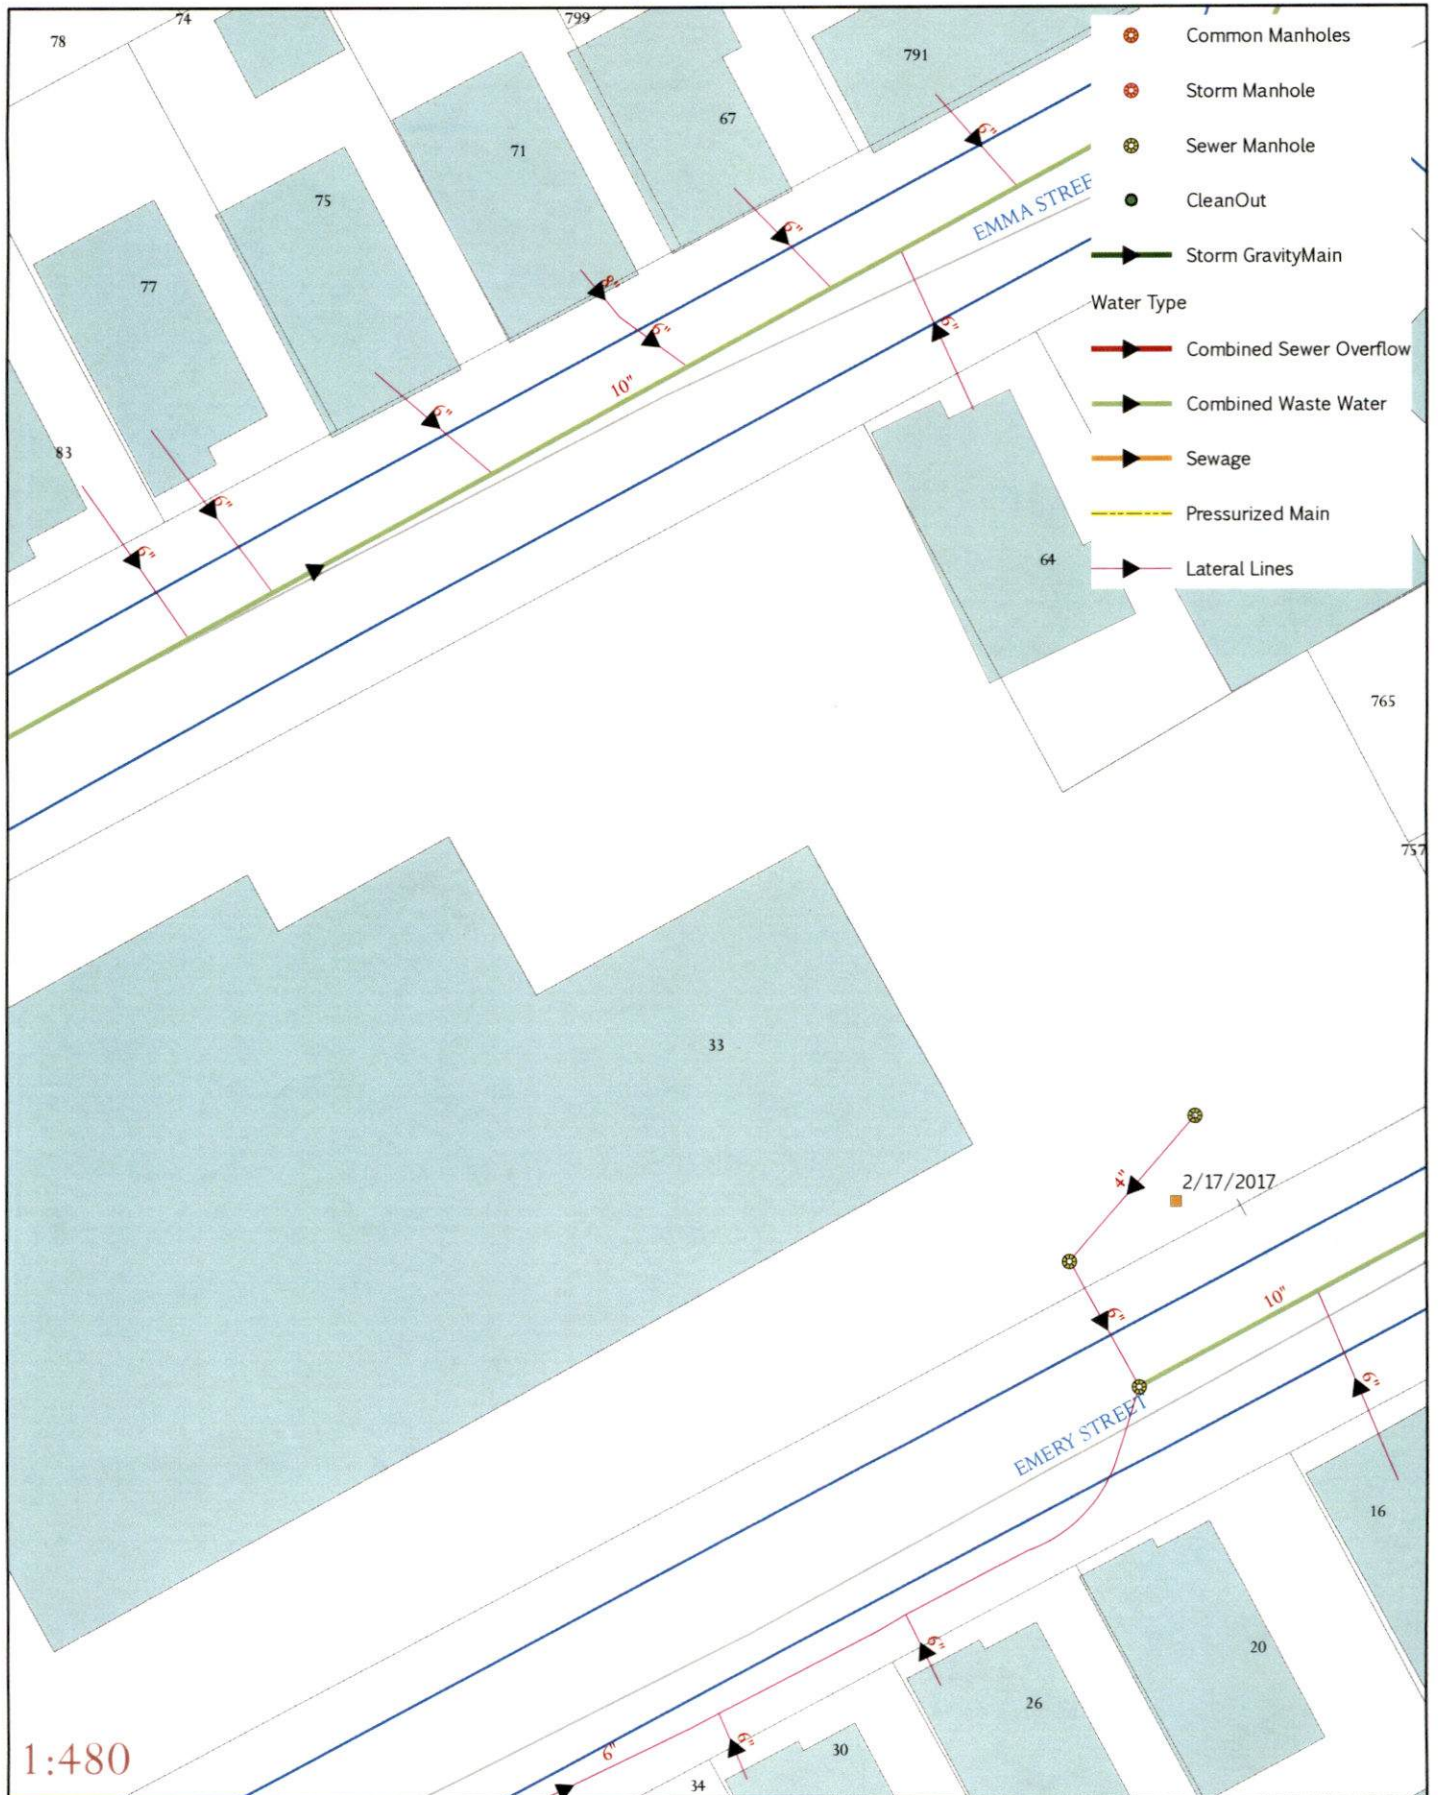 74
799
78
791
67
71
75
77
83
6"
6"
8"
6"
6"
6"
6"
6"
6"
10"
EMMA STREE
Common Manholes
Storm Manhole
Sewer Manhole
CleanOut
Storm GravityMain
Water Type
Combined Sewer Overflow
Combined Waste Water
Sewage
Pressurized Main
Lateral Lines
64
765
757
33
4"
2/17/2017
6"
10"
6"
EMERY STREET
16
20
26
30
34
6"
6"
6"
1:480